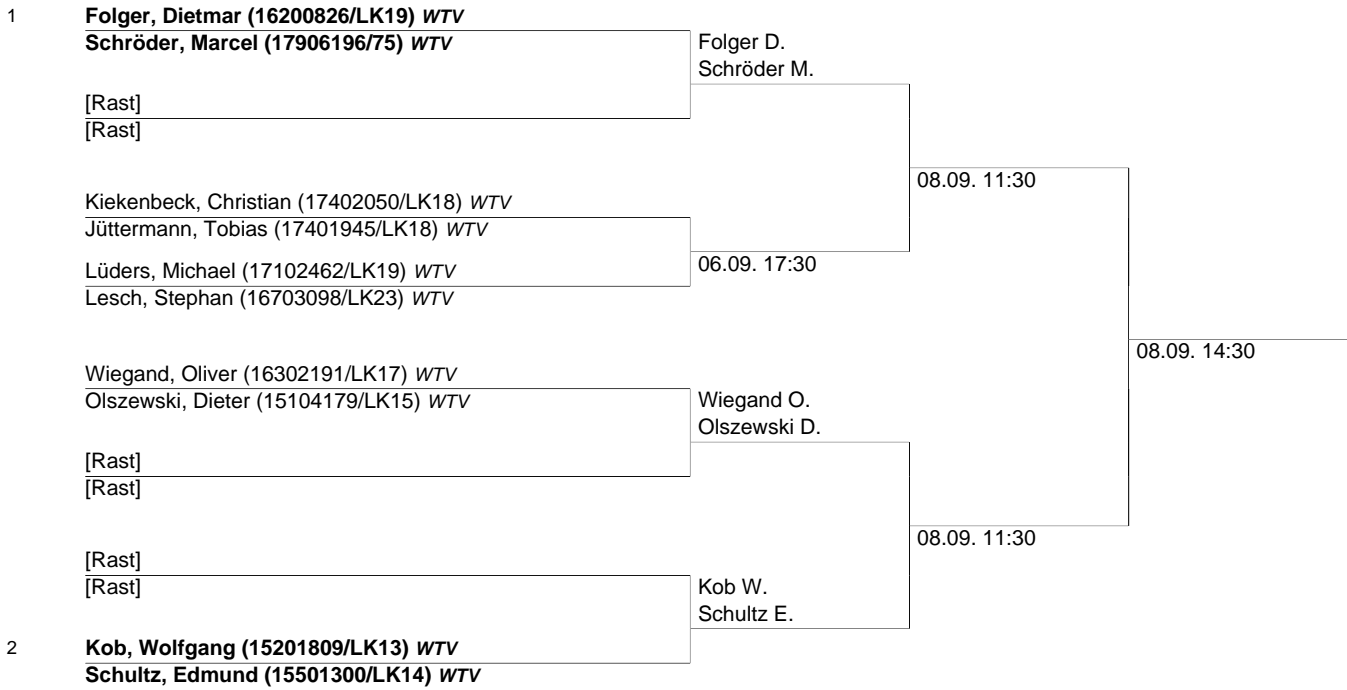 1 Folger, Dietmar (16200826/LK19) WTV
Schröder, Marcel (17906196/75) WTV
Folger D.
Schröder M.
[Rast]
[Rast]
08.09. 11:30
Kiekenbeck, Christian (17402050/LK18) WTV
Jüttermann, Tobias (17401945/LK18) WTV
06.09. 17:30
Lüders, Michael (17102462/LK19) WTV
Lesch, Stephan (16703098/LK23) WTV
08.09. 14:30
Wiegand, Oliver (16302191/LK17) WTV
Olszewski, Dieter (15104179/LK15) WTV
Wiegand O.
Olszewski D.
[Rast]
[Rast]
08.09. 11:30
[Rast]
[Rast]
Kob W.
Schultz E.
2 Kob, Wolfgang (15201809/LK13) WTV
Schultz, Edmund (15501300/LK14) WTV